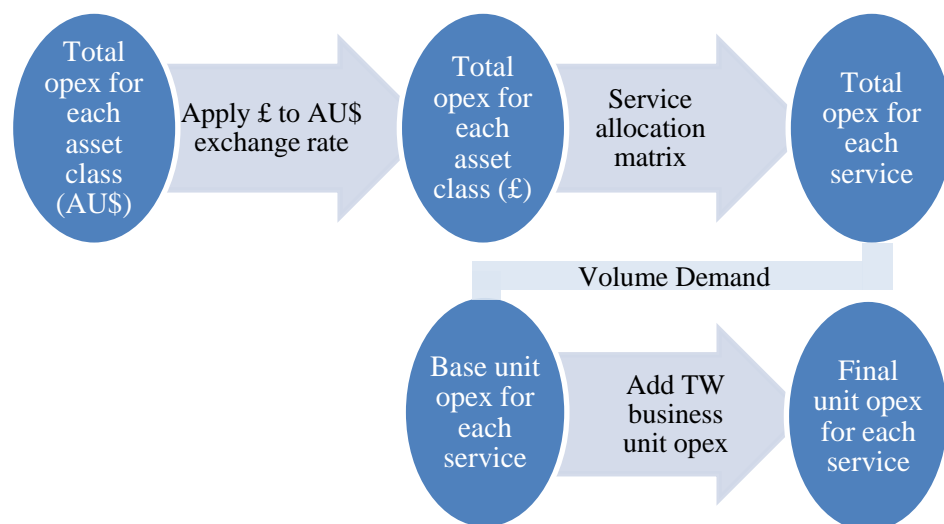 Total
opex for
each
asset
class
(AU$)
Apply £ to AU$
exchange rate
Total
opex for
each
asset
class (£)
Service
allocation
matrix
Total
opex for
each
service
Volume Demand
Base unit
opex for
each
service
Add TW
business
unit opex
Final
unit opex
for each
service